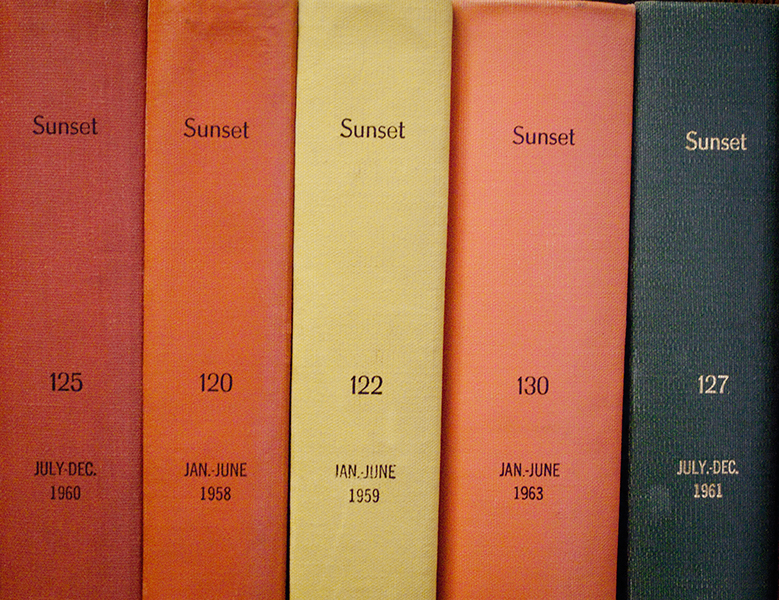 Sunset
125
JULY-DEC.
1960
Sunset
120
JAN.-JUNE
1958
Sunset
122
JAN.-JUNE
1959
Sunset
130
JAN.-JUNE
1963
Sunset
127
JULY.-DEC.
1961